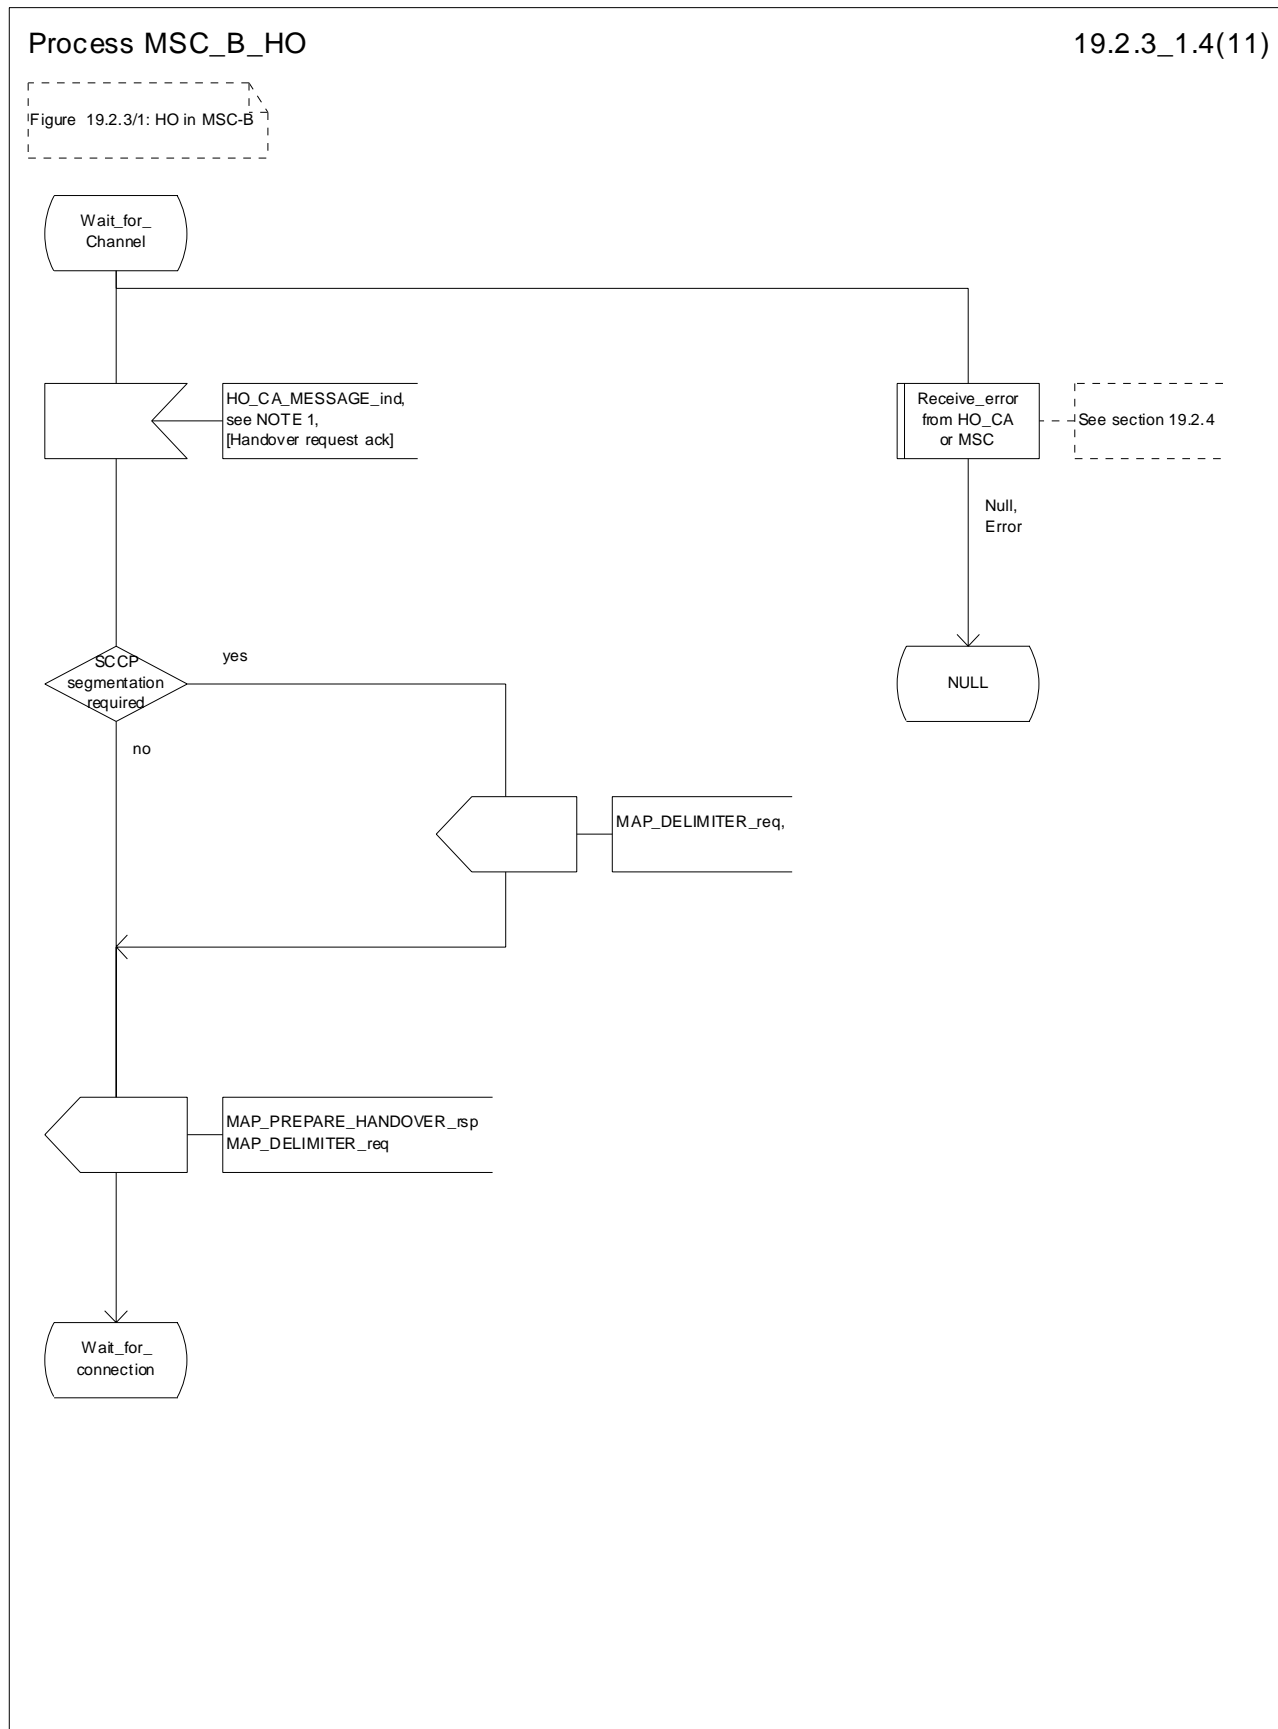 Process MSC_B_HO
19.2.3_1.4(11)
Figure 19.2.3/1: HO in MSC-B
Wait_for_
Channel
HO_CA_MESSAGE_ind,
see NOTE 1,
[Handover request ack]
Receive_error
from HO_CA
or MSC
See section 19.2.4
Null,
Error
SCCP
segmentation
required
yes
no
NULL
MAP_DELIMITER_req,
MAP_PREPARE_HANDOVER_rsp
MAP_DELIMITER_req
Wait_for_
connection